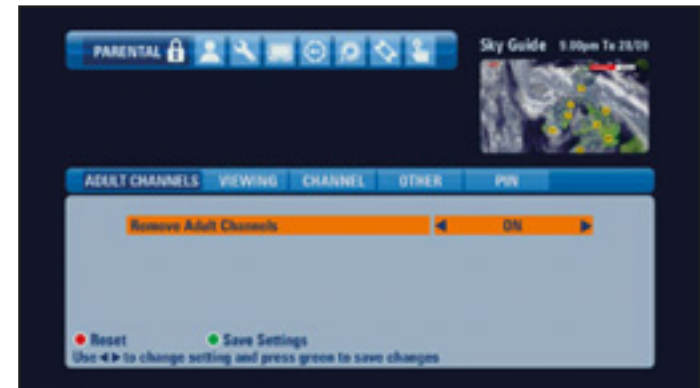 PARENTAL
Sky Guide 9.00pm Tu 28/09
ADULT CHANNELS VIEWING CHANNEL OTHER PIN
Remove Adult Channels ◀ ON ▶
Reset Save Settings
Use ◀ ▶ to change setting and press green to save changes